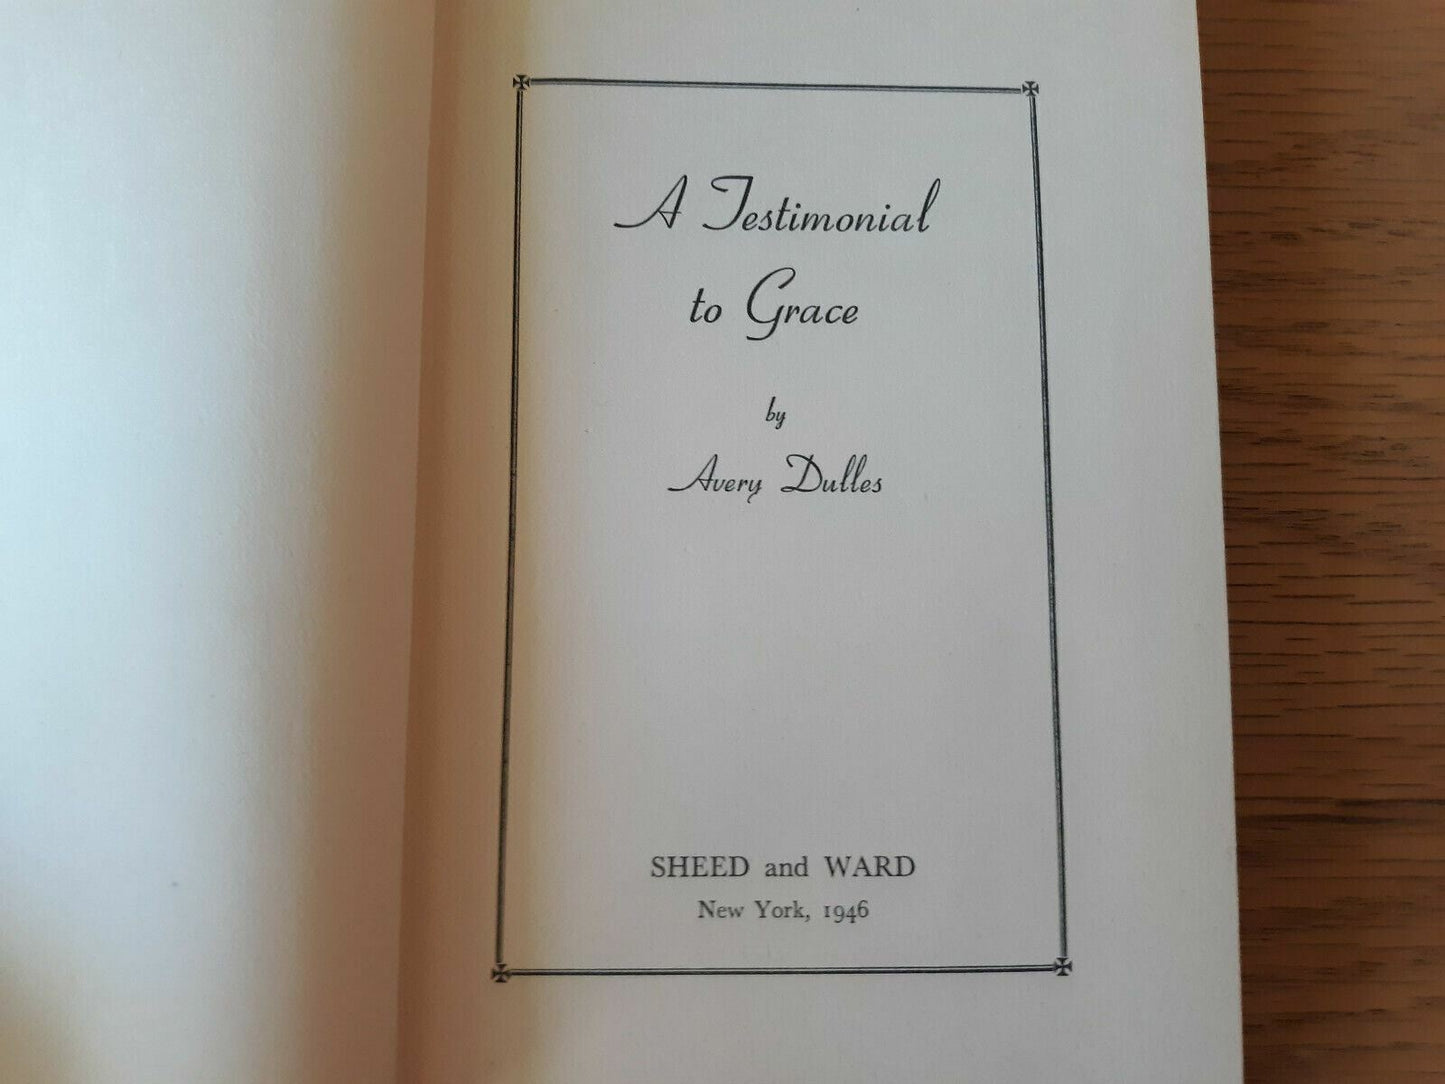 A Testimonial
to Grace
by
Avery Dulles
SHEED and WARD
New York, 1946